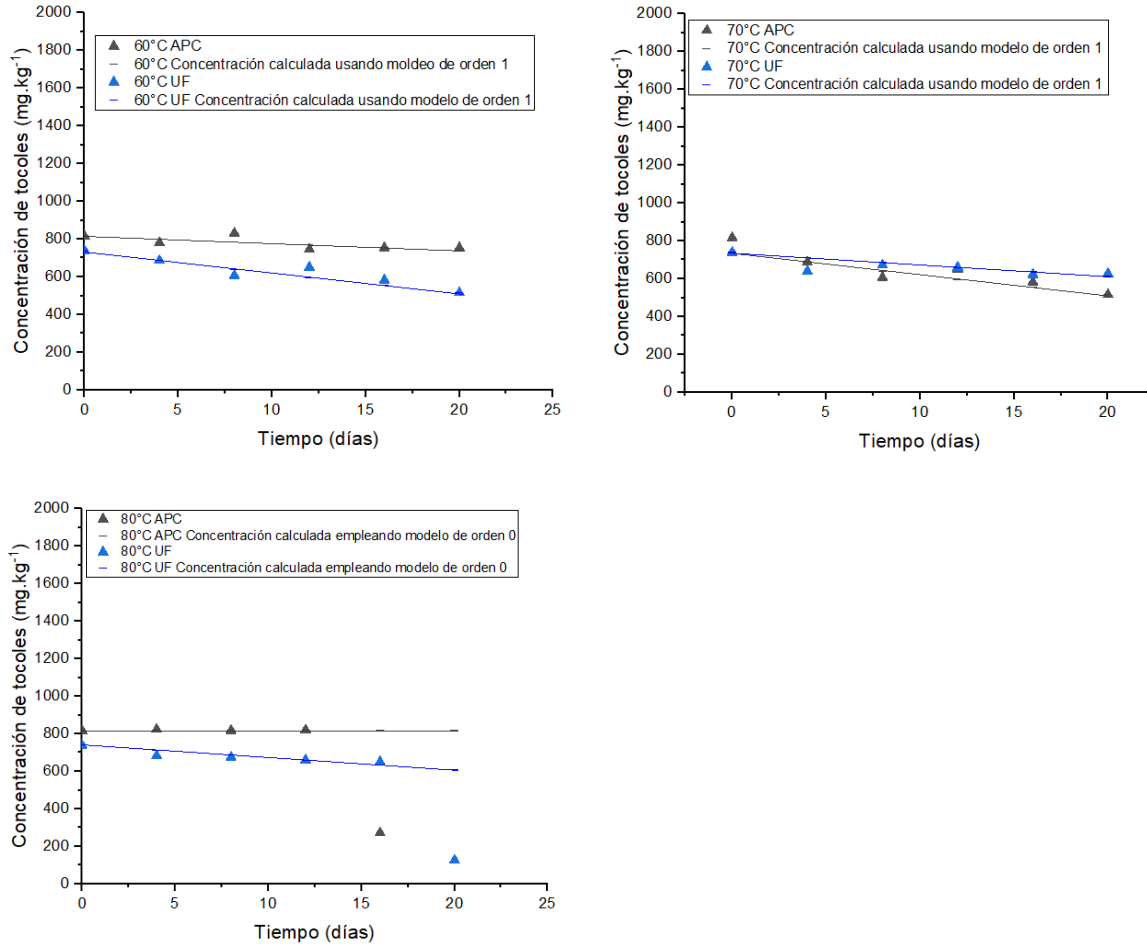 2000
1800
1600
1400
1200
1000
800
600
400
200
0
Concentración de tocoles (mg.kg-1)
60°C APC
60°C Concentración calculada usando moldeo de orden 1
60°C UF
60°C UF Concentración calculada usando modelo de orden 1
0 5 10 15 20 25
Tiempo (días)
2000
1800
1600
1400
1200
1000
800
600
400
200
0
Concentración de tocoles (mg.kg-1)
70°C APC
70°C Concentración calculada usando modelo de orden 1
70°C UF
70°C Concentración calculada usando modelo de orden 1
0 5 10 15 20
Tiempo (días)
2000
1800
1600
1400
1200
1000
800
600
400
200
0
Concentración de tocoles (mg.kg-1)
80°C APC
80°C APC Concentración calculada empleando modelo de orden 0
80°C UF
80°C UF Concentración calculada empleando modelo de orden 0
0 5 10 15 20 25
Tiempo (días)